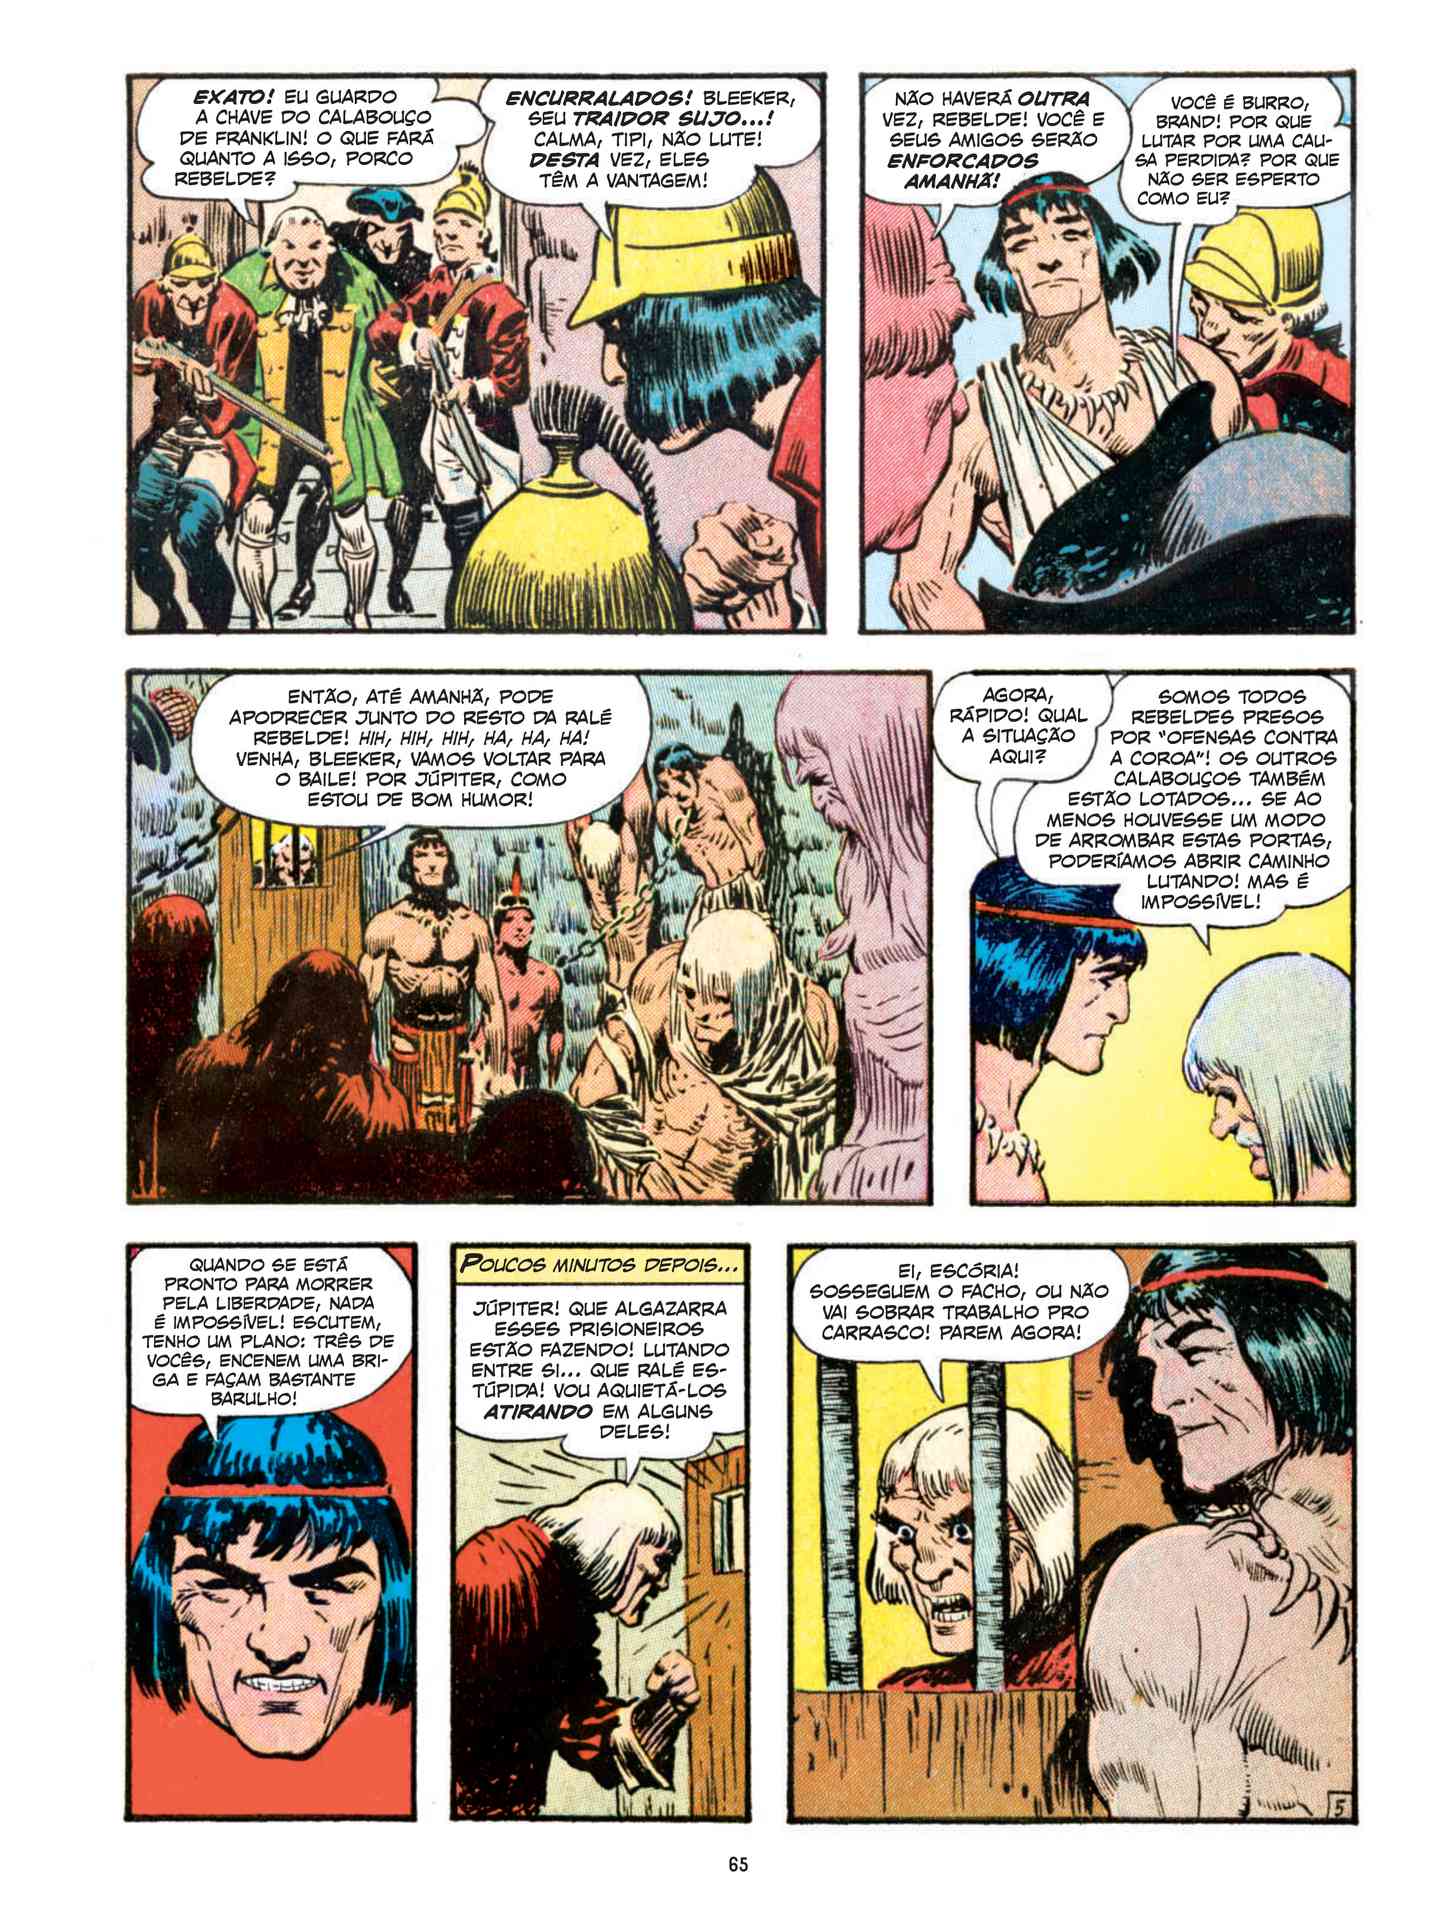 EXATO! EU GUARDO
A CHAVE DO CALABOUÇO
DE FRANKLIN! O QUE FARÁ
QUANTO A ISSO, PORCO
REBELDE?
ENCURRALADOS! BLEEKER,
SEU TRAIDOR SUJO...!
CALMA, TIPI, NÃO LUTE!
DESTA VEZ, ELES
TÊM A VANTAGEM!
NÃO HAVERÁ OUTRA
VEZ, REBELDE! VOCÊ E
SEUS AMIGOS SERÃO
ENFORCADOS
AMANHÃ!
VOCÊ É BURRO,
BRAND! POR QUE
LUTAR POR UMA CAU-
SA PERDIDA? POR QUE
NÃO SER ESPERTO
COMO EU?
ENTÃO, ATÉ AMANHÃ, PODE
APODRECER JUNTO DO RESTO DA RALÉ
REBELDE! HIH, HIH, HIH, HA, HA, HA!
VENHA, BLEEKER, VAMOS VOLTAR PARA
O BAILE! POR JÚPITER, COMO
ESTOU DE BOM HUMOR!
AGORA,
RÁPIDO! QUAL
A SITUAÇÃO
AQUI?
SOMOS TODOS
REBELDES PRESOS
POR “OFENSAS CONTRA
A COROA”! OS OUTROS
CALABOUÇOS TAMBÉM
ESTÃO LOTADOS... SE AO
MENOS HOUVESSE UM MODO
DE ARROMBAR ESTAS PORTAS,
PODERÍAMOS ABRIR CAMINHO
LUTANDO! MAS É
IMPOSSÍVEL!
QUANDO SE ESTÁ
PRONTO PARA MORRER
PELA LIBERDADE, NADA
É IMPOSSÍVEL! ESCUTEM,
TENHO UM PLANO: TRÊS DE
VOCÊS, ENCENEM UMA BRI-
GA E FAÇAM BASTANTE
BARULHO!
POUCOS MINUTOS DEPOIS...
JÚPITER! QUE ALGAZARRA
ESSES PRISIONEIROS
ESTÃO FAZENDO! LUTANDO
ENTRE SI... QUE RALÉ ES-
TÚPIDA! VOU AQUIETÁ-LOS
ATIRANDO EM ALGUNS
DELES!
EI, ESCÓRIA!
SOSSEGUEM O FACHO, OU NÃO
VAI SOBRAR TRABALHO PRO
CARRASCO! PAREM AGORA!
5
65